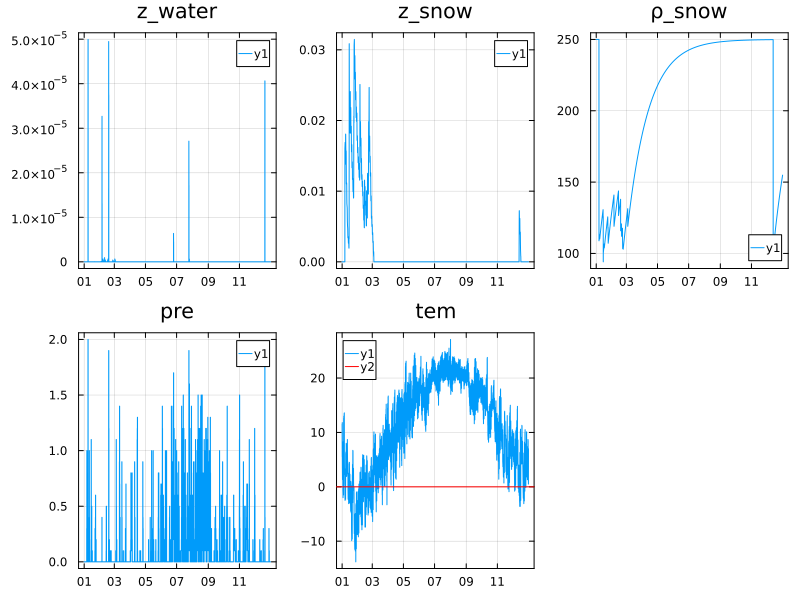 z_water
5.0×10⁻⁵
4.0×10⁻⁵
3.0×10⁻⁵
2.0×10⁻⁵
1.0×10⁻⁵
0
01 03 05 07 09 11
y1
z_snow
0.03
0.02
0.01
0.00
01 03 05 07 09 11
y1
ρ_snow
250
200
150
100
01 03 05 07 09 11
y1
pre
2.0
1.5
1.0
0.5
0.0
01 03 05 07 09 11
y1
tem
20
10
0
−10
01 03 05 07 09 11
y1
y2